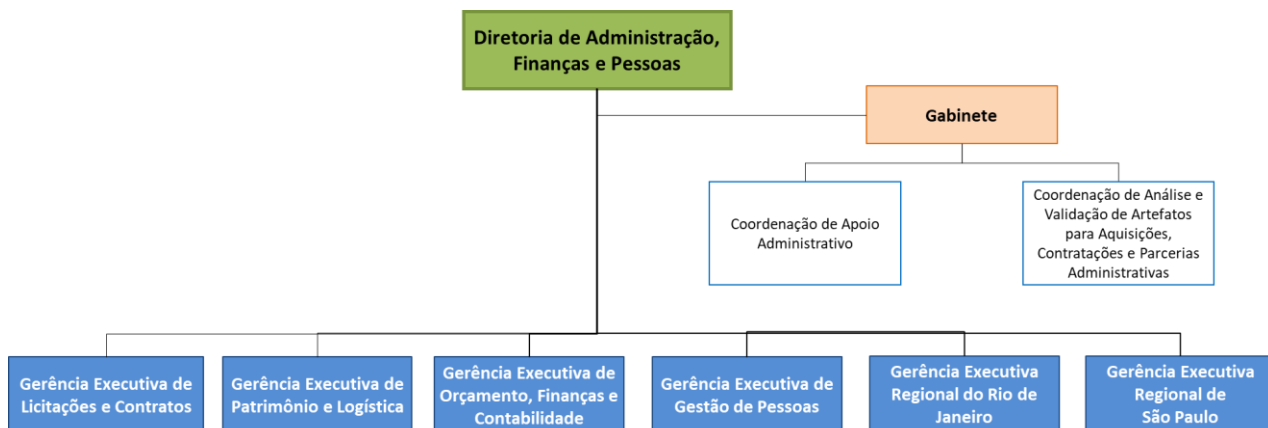 Diretoria de Administração,
Finanças e Pessoas
Gabinete
Coordenação de Apoio
Administrativo
Coordenação de Análise e
Validação de Artefatos
para Aquisições,
Contratações e Parcerias
Administrativas
Gerência Executiva de
Licitações e Contratos
Gerência Executiva de
Patrimônio e Logística
Gerência Executiva de
Orçamento, Finanças e
Contabilidade
Gerência Executiva de
Gestão de Pessoas
Gerência Executiva
Regional do Rio de
Janeiro
Gerência Executiva
Regional de
São Paulo